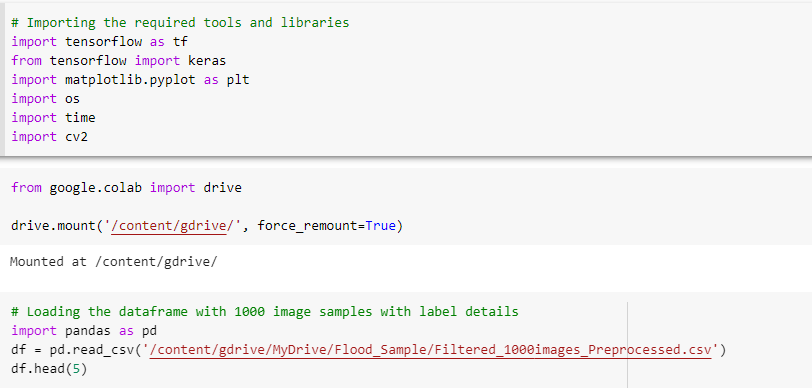 # Importing the required tools and libraries
import tensorflow as tf
from tensorflow import keras
import matplotlib.pyplot as plt
import os
import time
import cv2
from google.colab import drive
drive.mount('/content/gdrive/', force_remount=True)
Mounted at /content/gdrive/
# Loading the dataframe with 1000 image samples with label details
import pandas as pd
df = pd.read_csv('/content/gdrive/MyDrive/Flood_Sample/Filtered_1000images_Preprocessed.csv')
df.head(5)